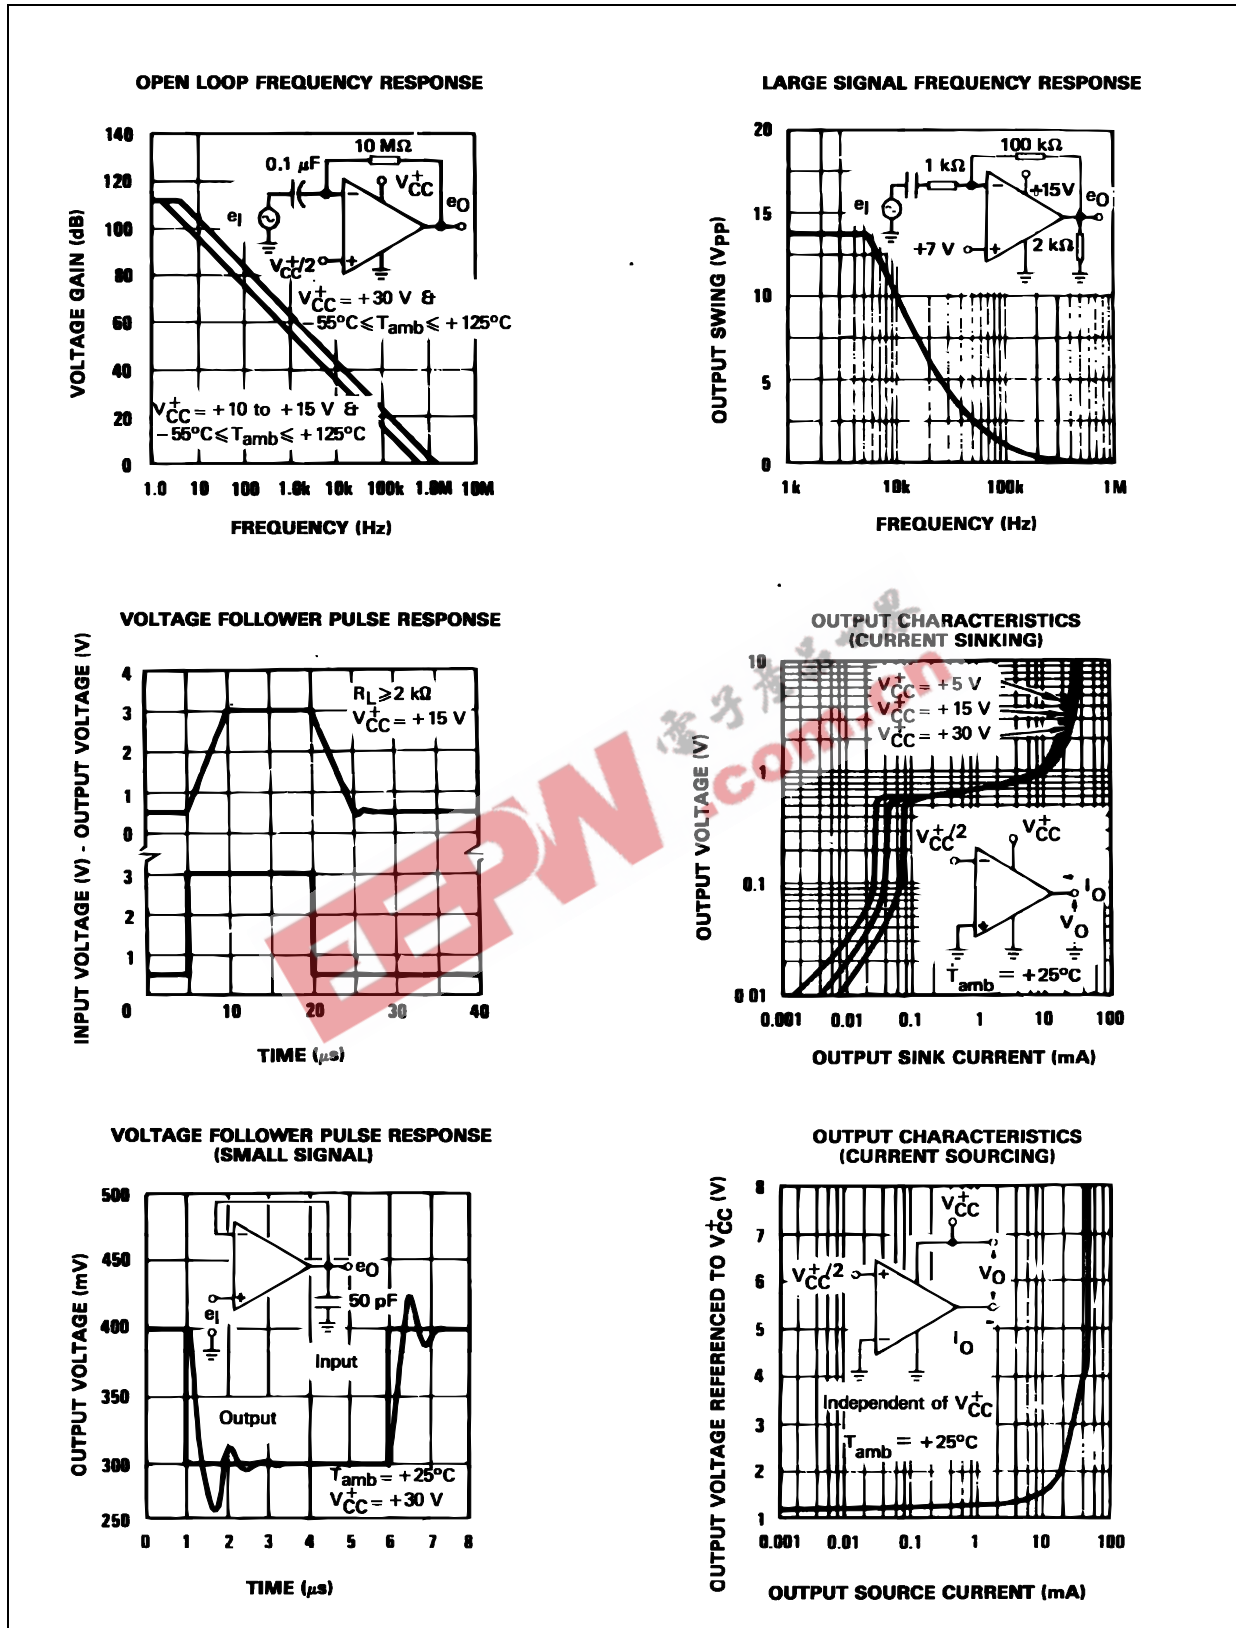 OPEN LOOP FREQUENCY RESPONSE
VOLTAGE GAIN (dB)
140
120
100
80
60
40
20
0
10 MΩ
0.1 µF
V+CC
eO
eI
V+CC/2
V+CC = +30 V &
-55°C ≤ Tamb ≤ +125°C
V+CC = +10 to +15 V &
-55°C ≤ Tamb ≤ +125°C
1.0 10 100 1.0k 10k 100k 1.0M 10M
FREQUENCY (Hz)
LARGE SIGNAL FREQUENCY RESPONSE
OUTPUT SWING (Vpp)
20
15
10
5
0
100 kΩ
1 kΩ
+15V
eO
eI
+7 V
2 kΩ
1k 10k 100k 1M
FREQUENCY (Hz)
VOLTAGE FOLLOWER PULSE RESPONSE
INPUT VOLTAGE (V) - OUTPUT VOLTAGE (V)
4
3
2
1
0
3
2
1
0
RL ≥ 2 kΩ
V+CC = +15 V
10 20 30 40
TIME (µs)
OUTPUT CHARACTERISTICS
(CURRENT SINKING)
OUTPUT VOLTAGE (V)
10
1
0.1
0 01
V+CC = +5 V
V+CC = +15 V
V+CC = +30 V
V+CC/2
V+CC
IO
VO
Tamb = +25°C
0.001 0.01 0.1 1 10 100
OUTPUT SINK CURRENT (mA)
EEPW
.com.cn
電子產品世界
VOLTAGE FOLLOWER PULSE RESPONSE
(SMALL SIGNAL)
OUTPUT VOLTAGE (mV)
500
450
400
350
300
250
eO
50 pF
eI
Input
Output
Tamb = +25°C
V+CC = +30 V
0 1 2 3 4 5 6 7 8
TIME (µs)
OUTPUT CHARACTERISTICS
(CURRENT SOURCING)
OUTPUT VOLTAGE REFERENCED TO V+CC (V)
8
7
6
5
4
3
2
1
V+CC
V+CC/2
VO
IO
Independent of V+CC
Tamb = +25°C
0.001 0.01 0.1 1 10 100
OUTPUT SOURCE CURRENT (mA)